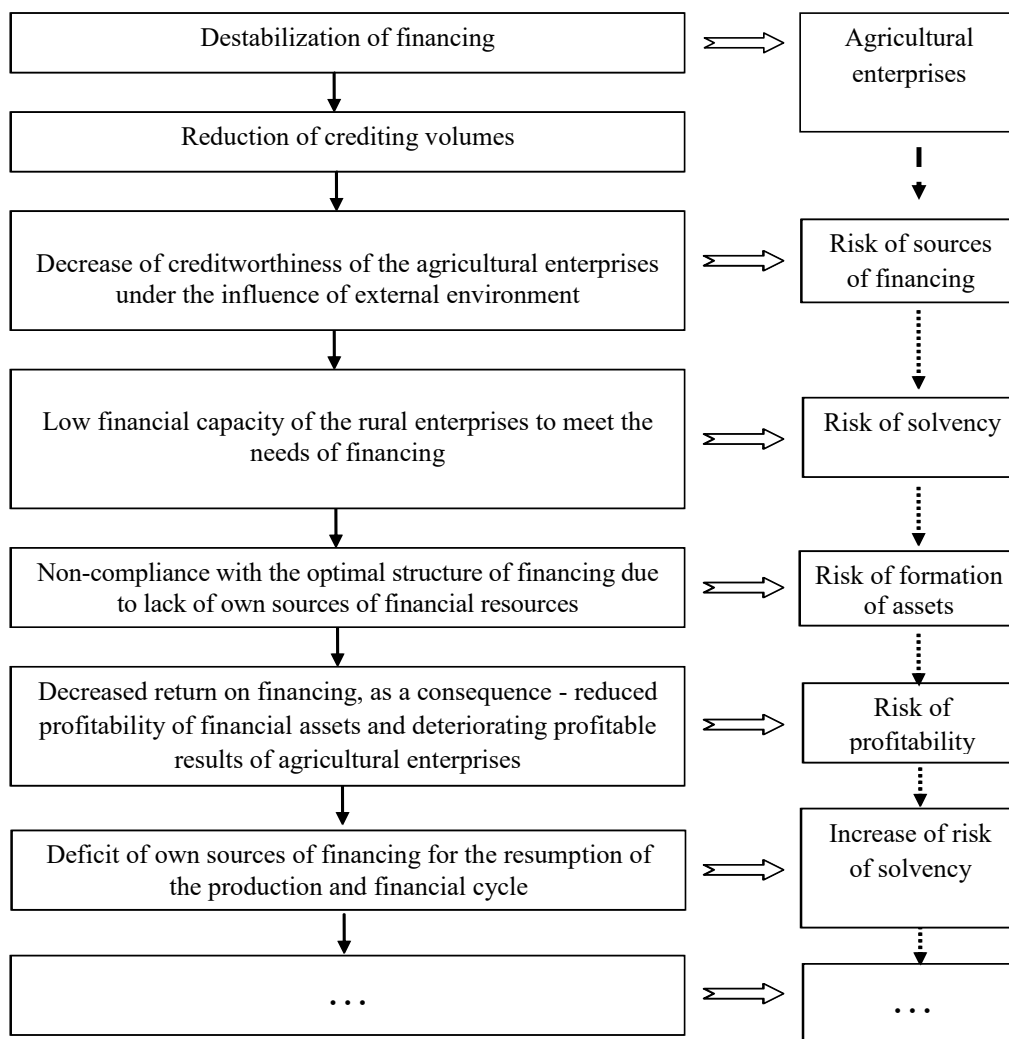 Destabilization of financing
Agricultural
enterprises
Reduction of crediting volumes
Decrease of creditworthiness of the agricultural enterprises
under the influence of external environment
Risk of sources
of financing
Low financial capacity of the rural enterprises to meet the
needs of financing
Risk of solvency
Non-compliance with the optimal structure of financing due
to lack of own sources of financial resources
Risk of formation
of assets
Decreased return on financing, as a consequence - reduced
profitability of financial assets and deteriorating profitable
results of agricultural enterprises
Risk of
profitability
Deficit of own sources of financing for the resumption of
the production and financial cycle
Increase of risk
of solvency
...
...